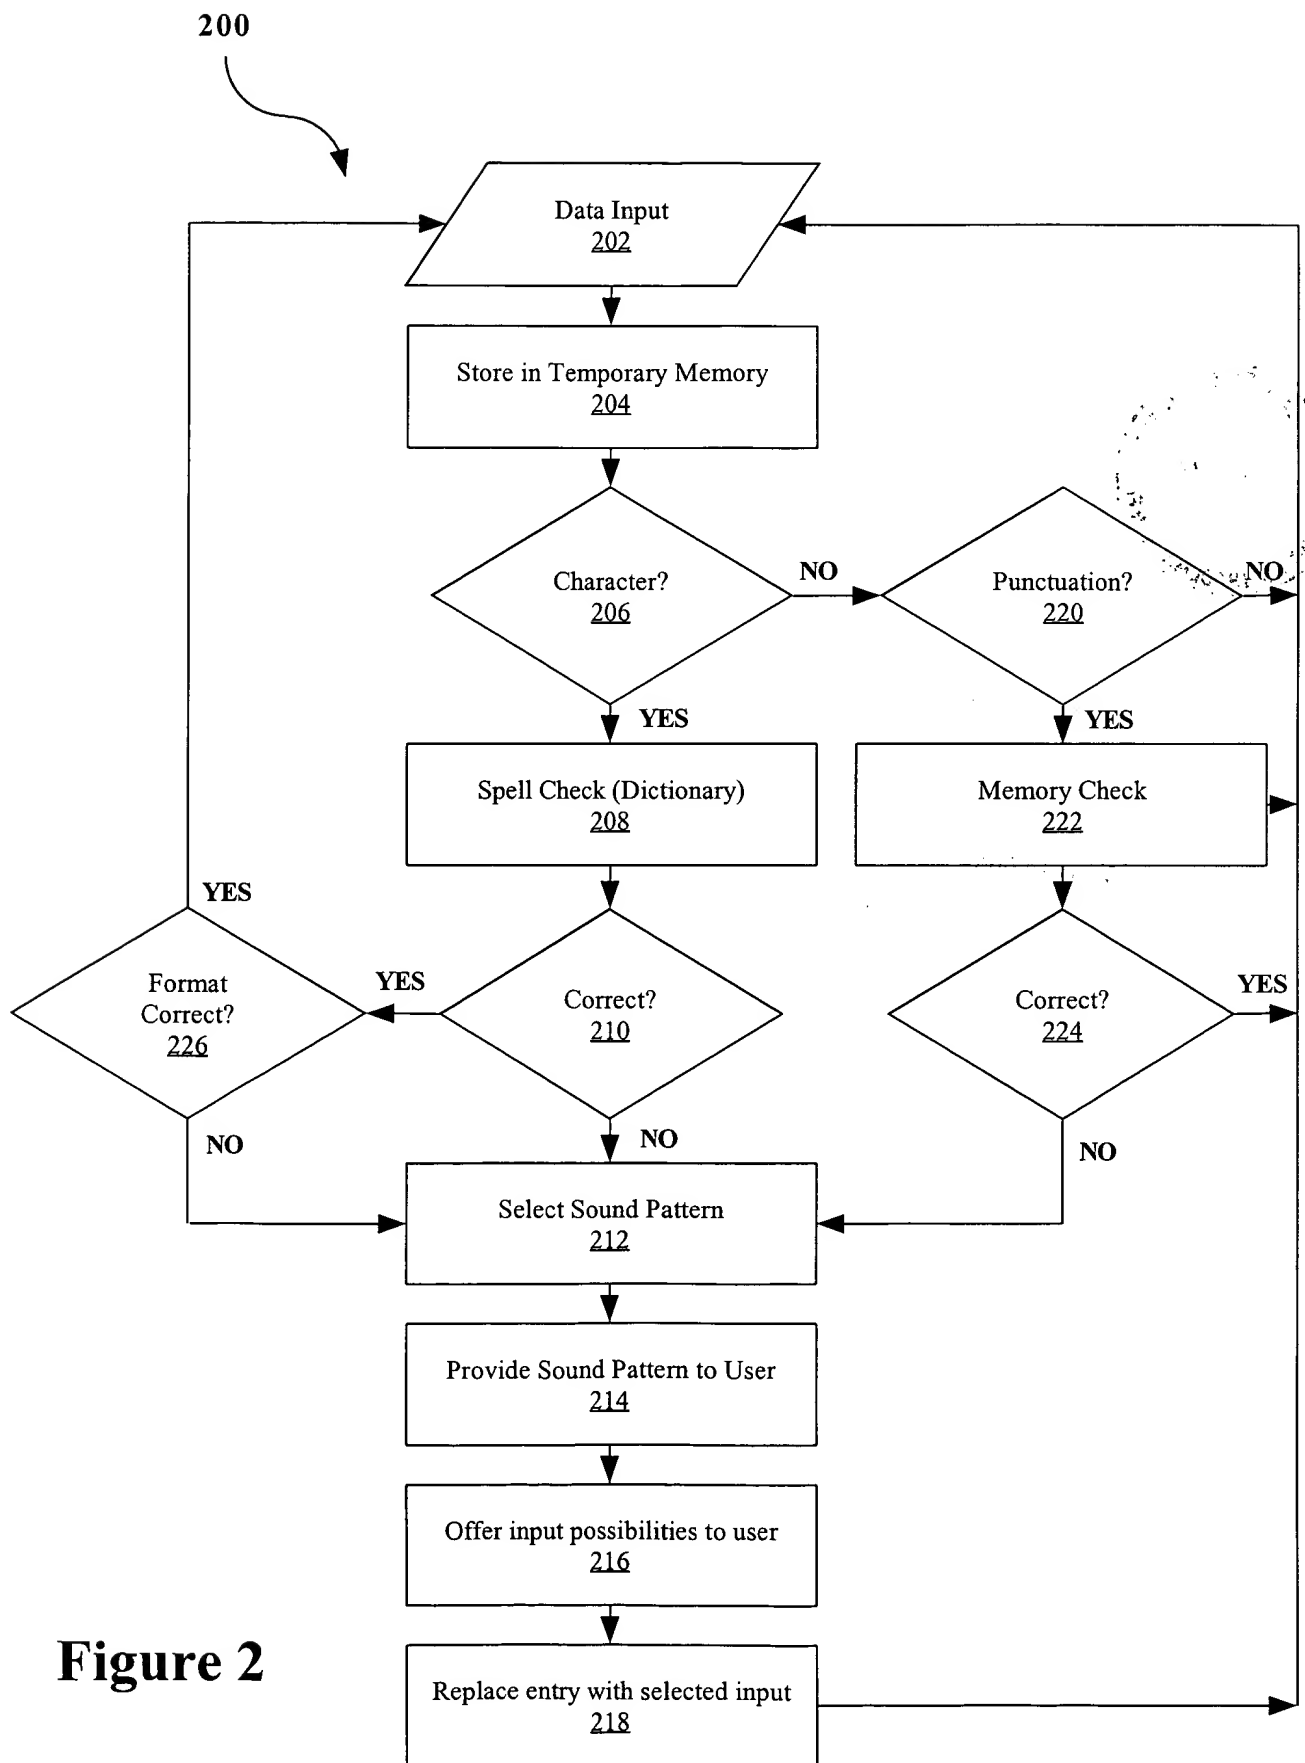 200
Data Input
202
Store in Temporary Memory
204
Character?
206
NO
Punctuation?
220
NO
YES
YES
Spell Check (Dictionary)
208
Memory Check
222
YES
Format
Correct?
226
YES
Correct?
210
Correct?
224
YES
NO
NO
NO
Select Sound Pattern
212
Provide Sound Pattern to User
214
Offer input possibilities to user
216
Figure 2
Replace entry with selected input
218